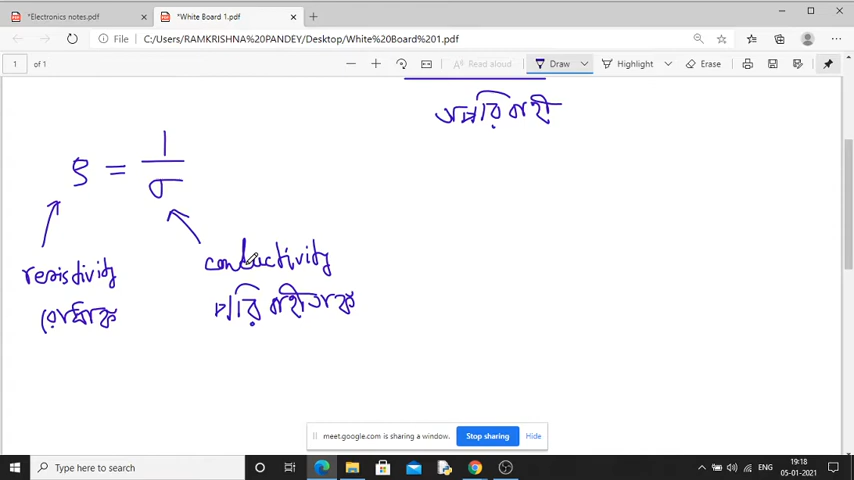 *Electronics notes.pdf
*White Board 1.pdf
File C:/Users/RAMKRISHNA%20PANDEY/Desktop/White%20Board%201.pdf
1 of 1
Read aloud
Draw
Highlight
Erase
অপরিবাহী
ρ = 1/σ
resistivity
conductivity
রোধাঙ্ক
পরিবাহীতাঙ্ক
meet.google.com is sharing a window.
Stop sharing
Hide
Type here to search
ENG
19:18
05-01-2021